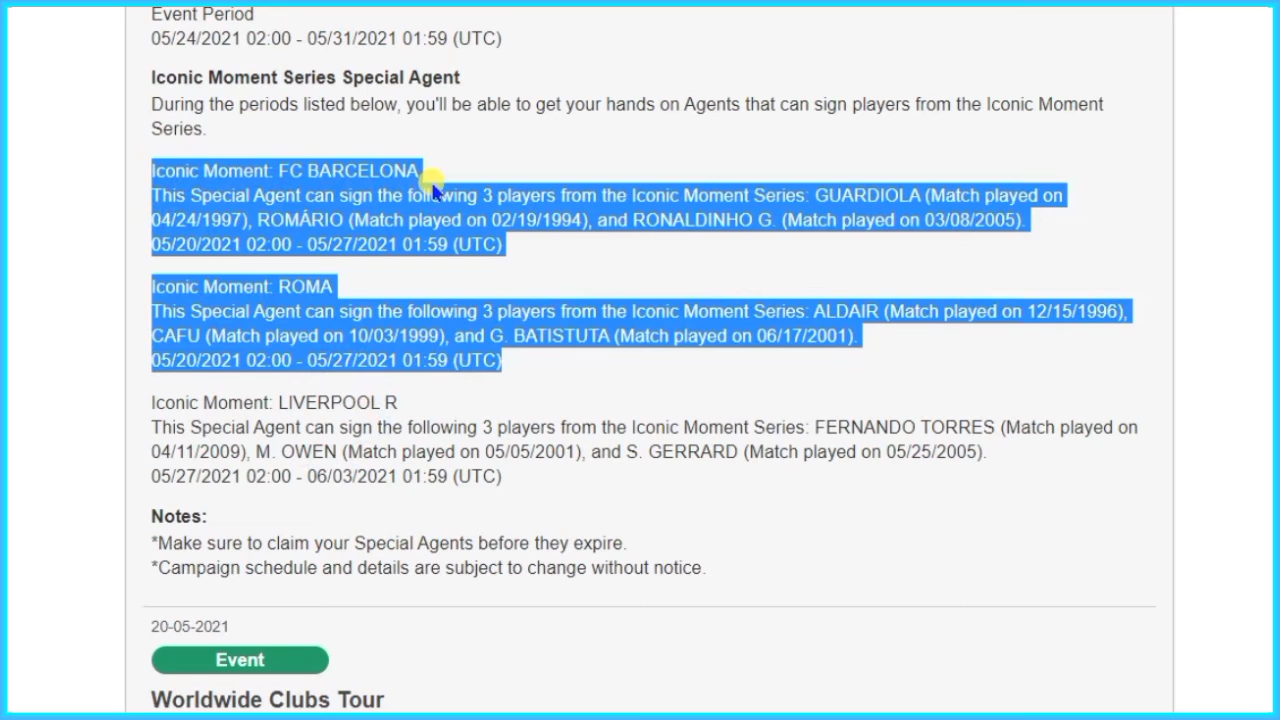 Event Period
05/24/2021 02:00 - 05/31/2021 01:59 (UTC)
Iconic Moment Series Special Agent
During the periods listed below, you'll be able to get your hands on Agents that can sign players from the Iconic Moment
Series.
Iconic Moment: FC BARCELONA
This Special Agent can sign the following 3 players from the Iconic Moment Series: GUARDIOLA (Match played on
04/24/1997), ROMÁRIO (Match played on 02/19/1994), and RONALDINHO G. (Match played on 03/08/2005).
05/20/2021 02:00 - 05/27/2021 01:59 (UTC)
Iconic Moment: ROMA
This Special Agent can sign the following 3 players from the Iconic Moment Series: ALDAIR (Match played on 12/15/1996),
CAFU (Match played on 10/03/1999), and G. BATISTUTA (Match played on 06/17/2001).
05/20/2021 02:00 - 05/27/2021 01:59 (UTC)
Iconic Moment: LIVERPOOL R
This Special Agent can sign the following 3 players from the Iconic Moment Series: FERNANDO TORRES (Match played on
04/11/2009), M. OWEN (Match played on 05/05/2001), and S. GERRARD (Match played on 05/25/2005).
05/27/2021 02:00 - 06/03/2021 01:59 (UTC)
Notes:
*Make sure to claim your Special Agents before they expire.
*Campaign schedule and details are subject to change without notice.
20-05-2021
Event
Worldwide Clubs Tour